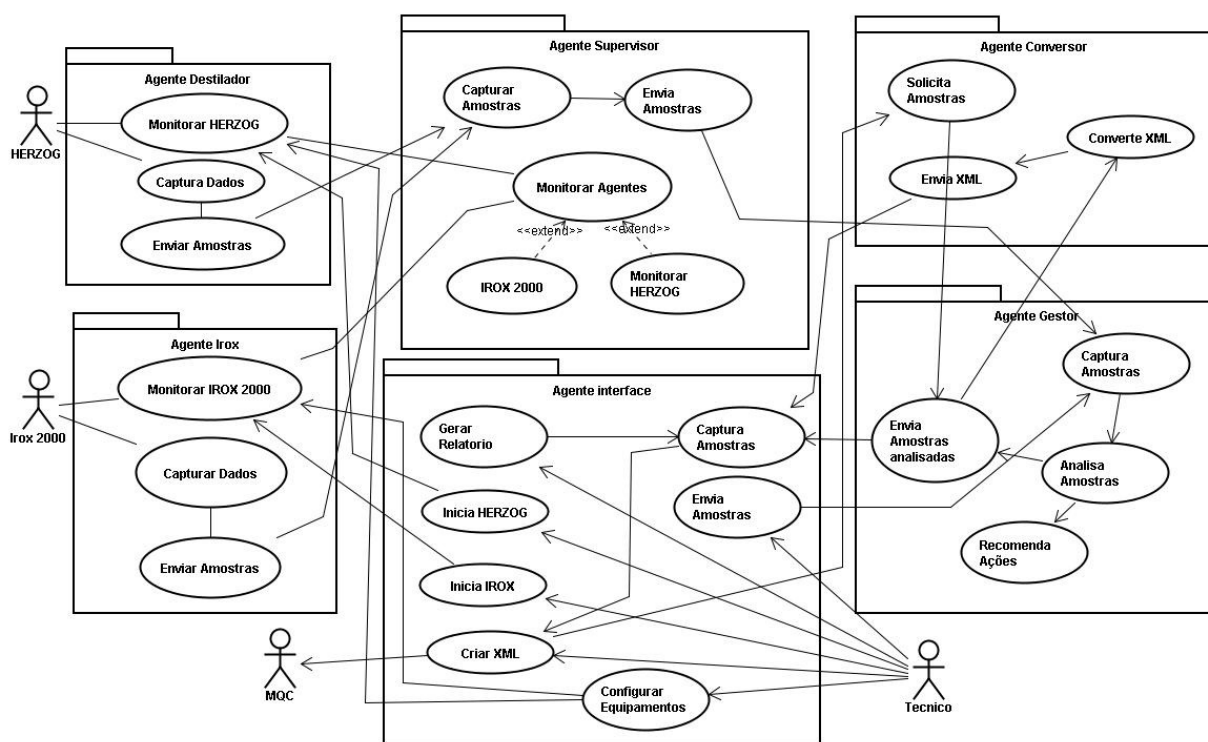 Agente Destilador
Monitorar HERZOG
HERZOG
Captura Dados
Enviar Amostras
Agente Supervisor
Capturar
Amostras
Envia
Amostras
Monitorar Agentes
<<extend>>
<<extend>>
IROX 2000
Monitorar
HERZOG
Agente Conversor
Solicita
Amostras
Converte XML
Envia XML
Agente Irox
Monitorar IROX 2000
Irox 2000
Capturar Dados
Enviar Amostras
Agente interface
Gerar
Relatorio
Captura
Amostras
Envia
Amostras
Inicia HERZOG
Inicia IROX
Criar XML
Configurar
Equipamentos
MQC
Agente Gestor
Captura
Amostras
Envia
Amostras
analisadas
Analisa
Amostras
Recomenda
Ações
Tecnico